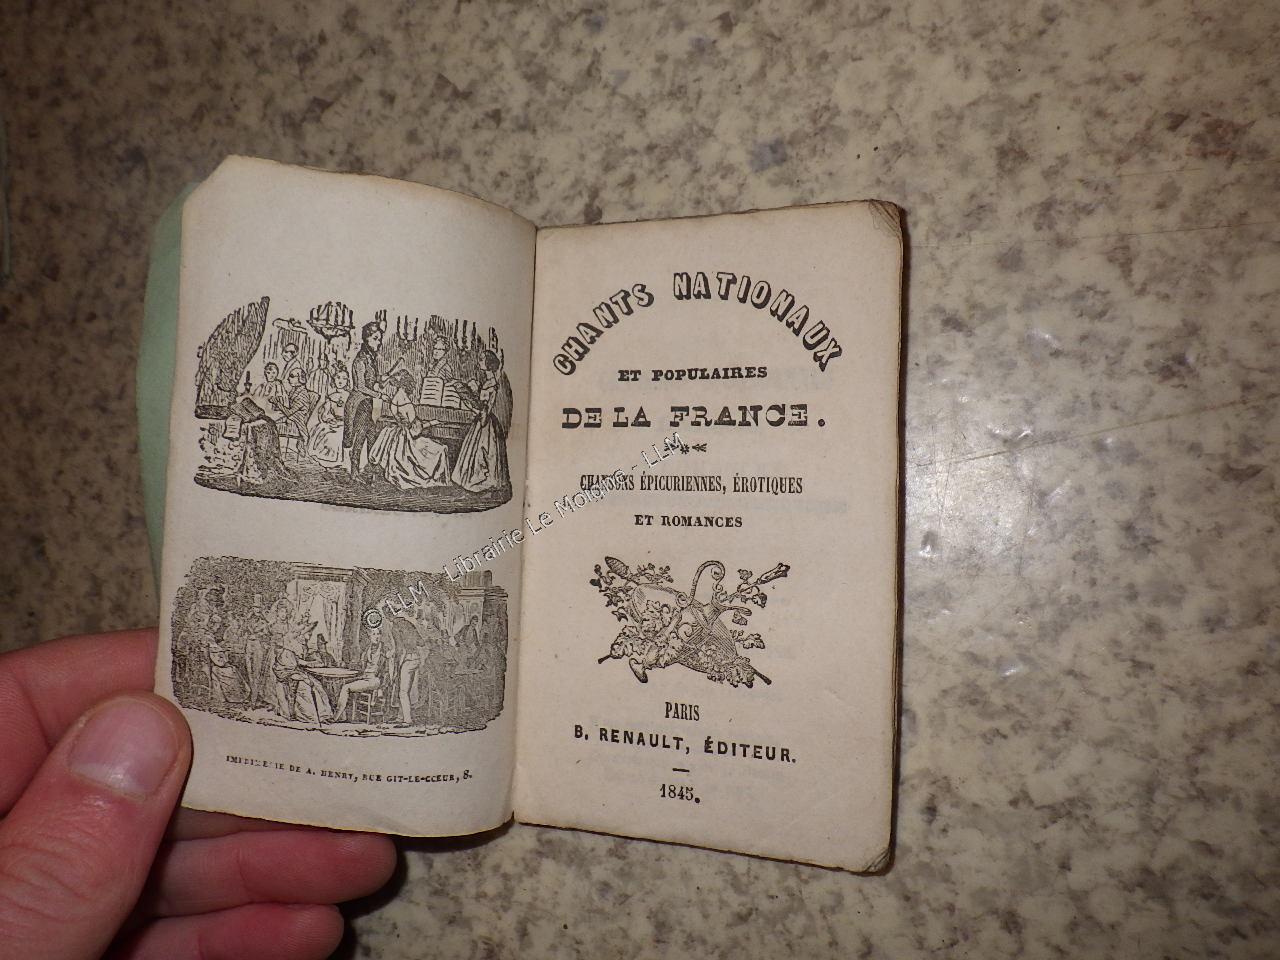 IMPRIMERIE DE A. HENRY, RUE GIT-LE-CŒUR, 8.
CHANTS NATIONAUX
ET POPULAIRES
DE LA FRANCE.
CHANSONS ÉPICURIENNES, ÉROTIQUES
ET ROMANCES
PARIS
B. RENAULT, ÉDITEUR.
1845.
© LLM - Librairie Le Moigne - LLM